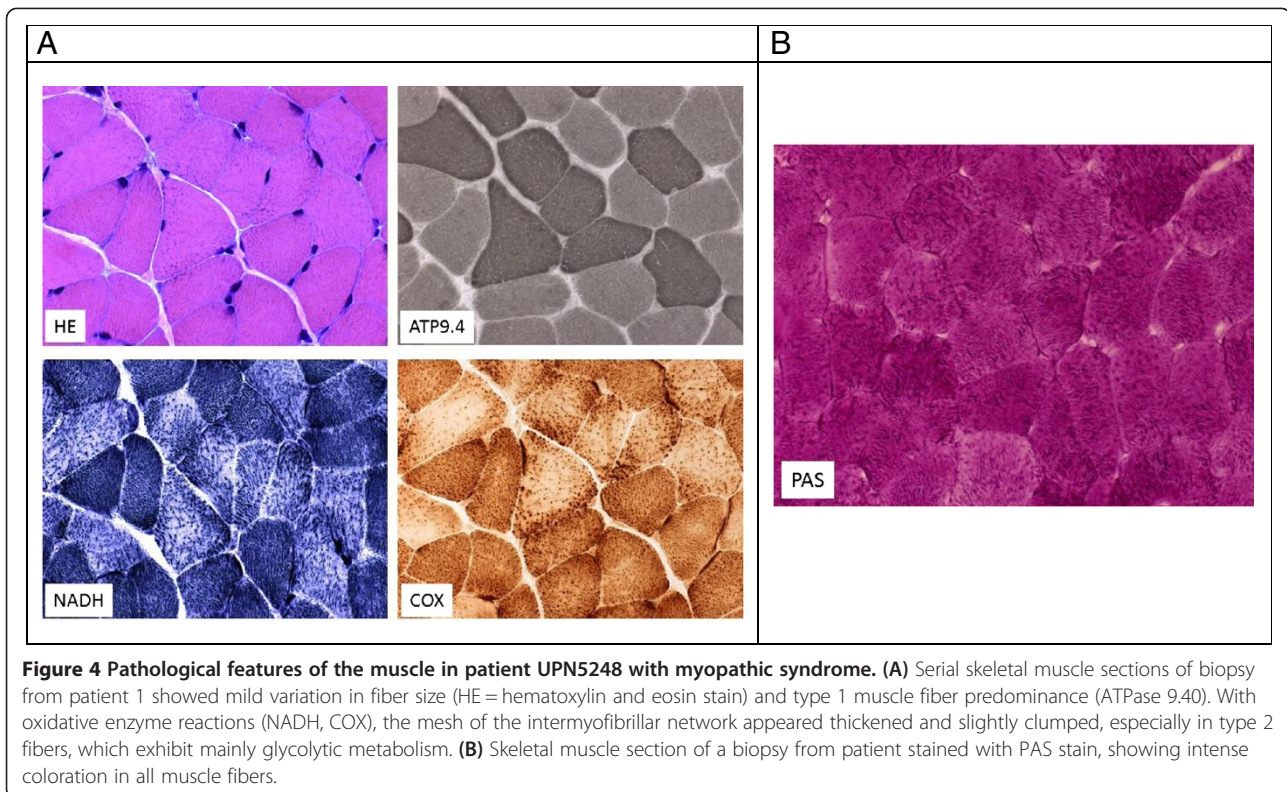 A
B
HE
ATP9.4
NADH
COX
PAS
Figure 4 Pathological features of the muscle in patient UPN5248 with myopathic syndrome. (A) Serial skeletal muscle sections of biopsy
from patient 1 showed mild variation in fiber size (HE = hematoxylin and eosin stain) and type 1 muscle fiber predominance (ATPase 9.40). With
oxidative enzyme reactions (NADH, COX), the mesh of the intermyofibrillar network appeared thickened and slightly clumped, especially in type 2
fibers, which exhibit mainly glycolytic metabolism. (B) Skeletal muscle section of a biopsy from patient stained with PAS stain, showing intense
coloration in all muscle fibers.